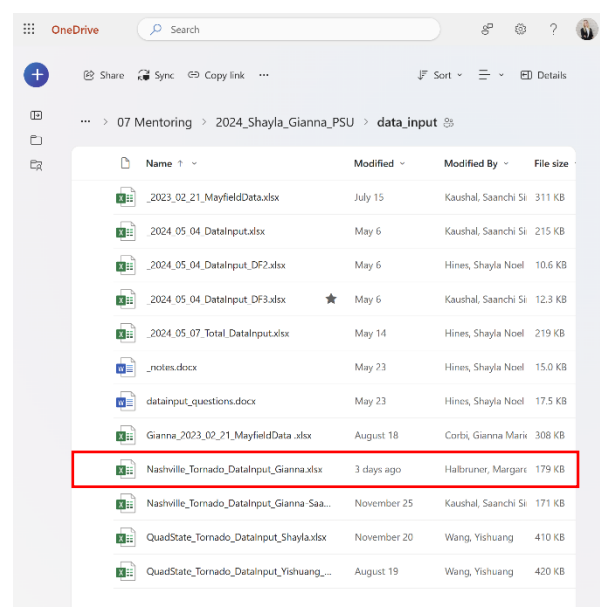 OneDrive Search ?
Share Sync Copy link ··· Sort Details
··· > 07 Mentoring > 2024_Shayla_Gianna_PSU > data_input
Name ↑ Modified Modified By File size
_2023_02_21_MayfieldData.xlsx July 15 Kaushal, Saanchi Si 311 KB
_2024_05_04_DataInput.xlsx May 6 Kaushal, Saanchi Si 215 KB
_2024_05_04_DataInput_DF2.xlsx May 6 Hines, Shayla Noel 10.6 KB
_2024_05_04_DataInput_DF3.xlsx May 6 Kaushal, Saanchi Si 12.3 KB
_2024_05_07_Total_DataInput.xlsx May 14 Hines, Shayla Noel 219 KB
_notes.docx May 23 Hines, Shayla Noel 15.0 KB
datainput_questions.docx May 23 Hines, Shayla Noel 17.5 KB
Gianna_2023_02_21_MayfieldData .xlsx August 18 Corbi, Gianna Marie 308 KB
Nashville_Tornado_DataInput_Gianna.xlsx 3 days ago Halbruner, Margare 179 KB
Nashville_Tornado_DataInput_Gianna-Saa... November 25 Kaushal, Saanchi Si 171 KB
QuadState_Tornado_DataInput_Shayla.xlsx November 20 Wang, Yishuang 410 KB
QuadState_Tornado_DataInput_Yishuang_... August 19 Wang, Yishuang 420 KB